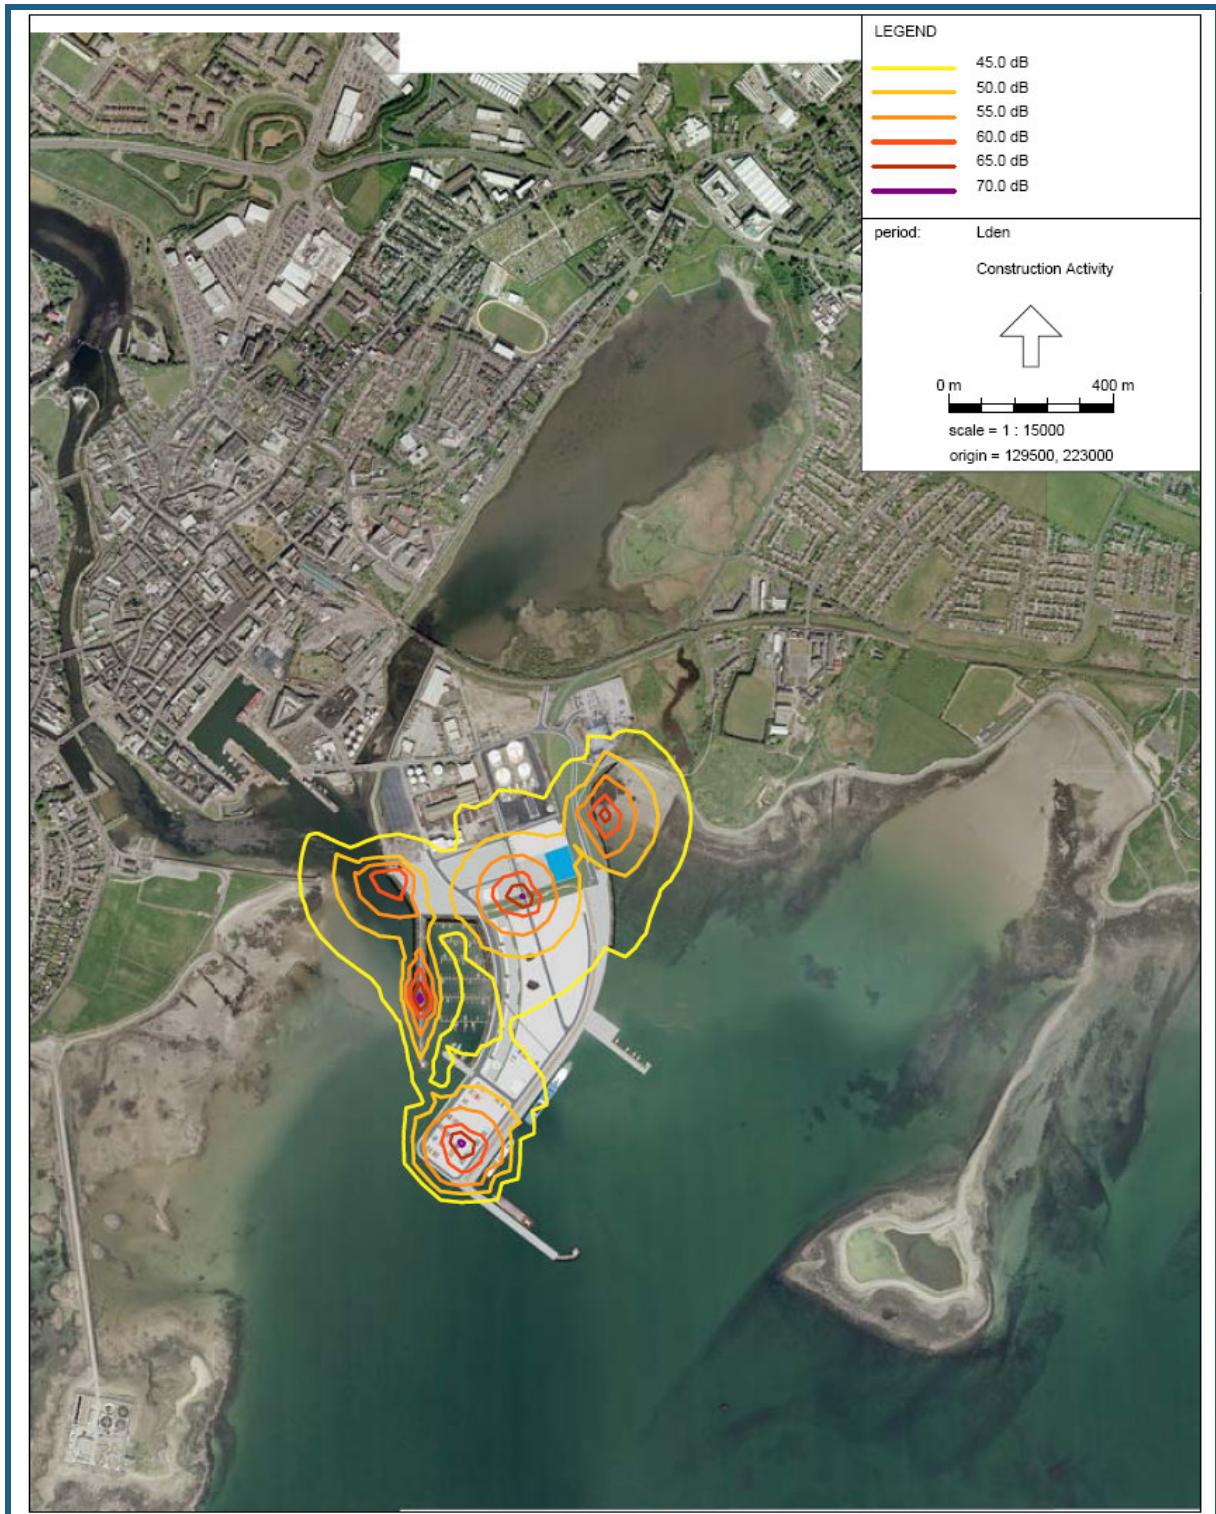 LEGEND
45.0 dB
50.0 dB
55.0 dB
60.0 dB
65.0 dB
70.0 dB
period: Lden
Construction Activity
0 m 400 m
scale = 1 : 15000
origin = 129500, 223000